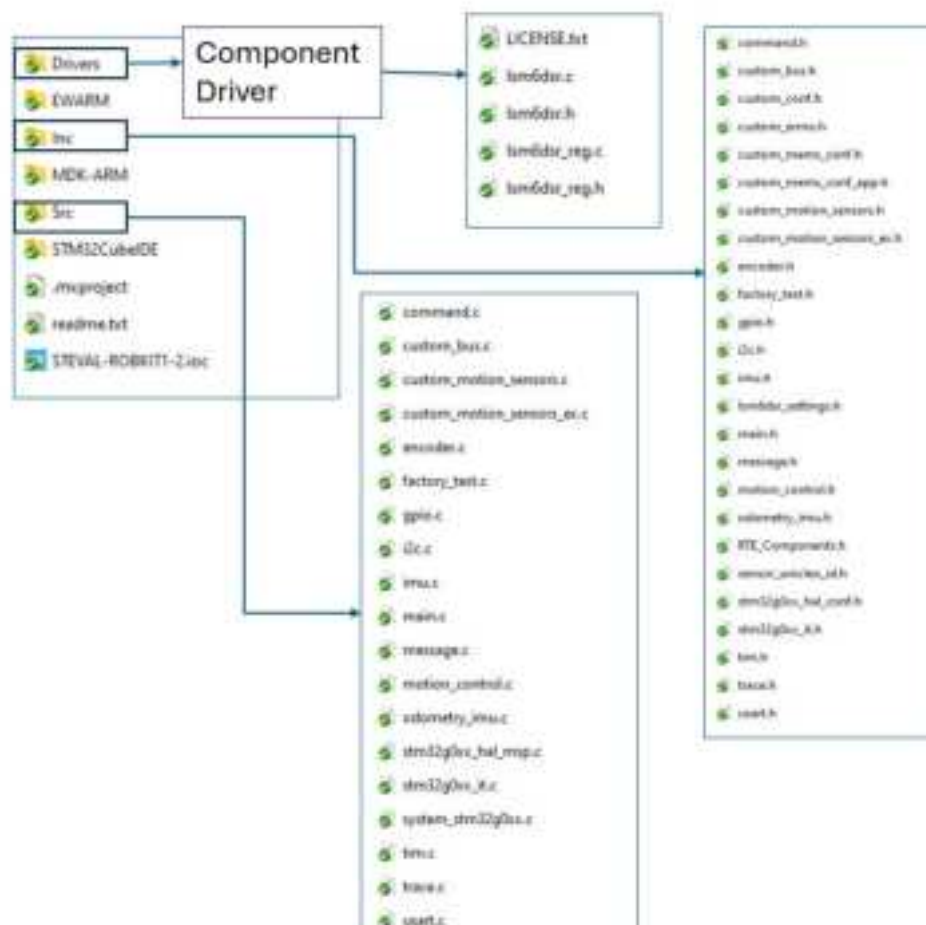 Drivers
EWARM
Inc
MDK-ARM
Src
STM32CubeIDE
.mxproject
readme.txt
STEVAL-ROBKIT1-2.ioc
Component
Driver
LICENSE.txt
lsm6dsr.c
lsm6dsr.h
lsm6dsr_reg.c
lsm6dsr_reg.h
command.c
custom_bus.c
custom_motion_sensors.c
custom_motion_sensors_ex.c
encoder.c
factory_test.c
gpio.c
i2c.c
imu.c
main.c
message.c
motion_control.c
odometry_imu.c
stm32g0xx_hal_msp.c
stm32g0xx_it.c
system_stm32g0xx.c
tim.c
trace.c
usart.c
command.h
custom_bus.h
custom_conf.h
custom_errno.h
custom_mems_conf.h
custom_mems_conf_app.h
custom_motion_sensors.h
custom_motion_sensors_ex.h
encoder.h
factory_test.h
gpio.h
i2c.h
imu.h
lsm6dsr_settings.h
main.h
message.h
motion_control.h
odometry_imu.h
RTE_Components.h
sensor_unicleo_id.h
stm32g0xx_hal_conf.h
stm32g0xx_it.h
tim.h
trace.h
usart.h